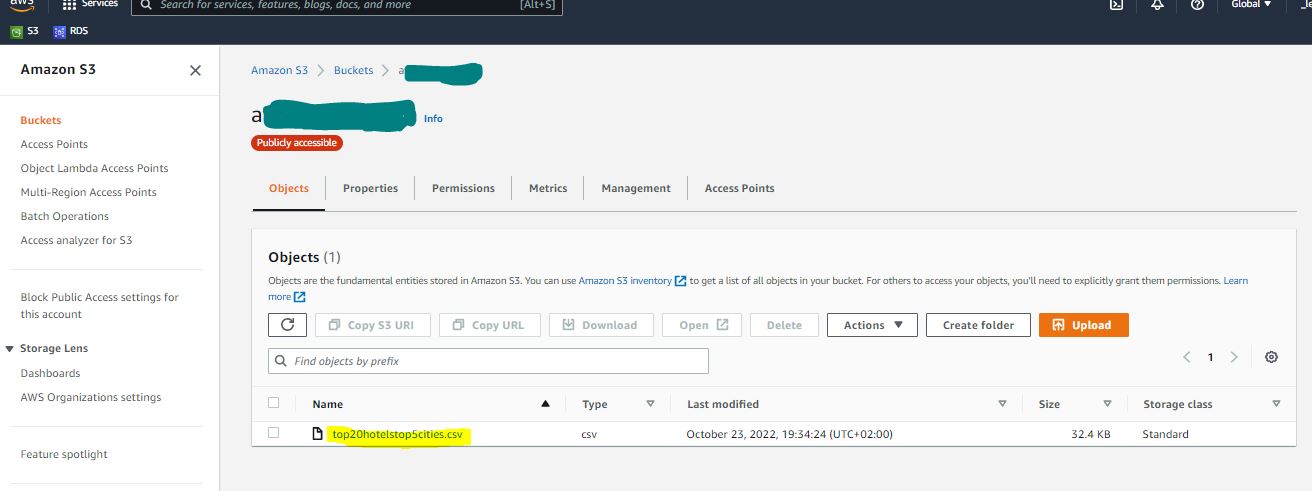 aws Services Search for services, features, blogs, docs, and more [Alt+S] Global ▼
S3 RDS
Amazon S3
Buckets
Access Points
Object Lambda Access Points
Multi-Region Access Points
Batch Operations
Access analyzer for S3
Block Public Access settings for
this account
Storage Lens
Dashboards
AWS Organizations settings
Feature spotlight
Amazon S3 > Buckets > a
a Info
Publicly accessible
Objects Properties Permissions Metrics Management Access Points
Objects (1)
Objects are the fundamental entities stored in Amazon S3. You can use Amazon S3 inventory to get a list of all objects in your bucket. For others to access your objects, you'll need to explicitly grant them permissions. Learn
more
Copy S3 URI Copy URL Download Open Delete Actions ▼ Create folder Upload
Find objects by prefix
< 1 >
Name Type Last modified Size Storage class
top20hotelstop5cities.csv csv October 23, 2022, 19:34:24 (UTC+02:00) 32.4 KB Standard